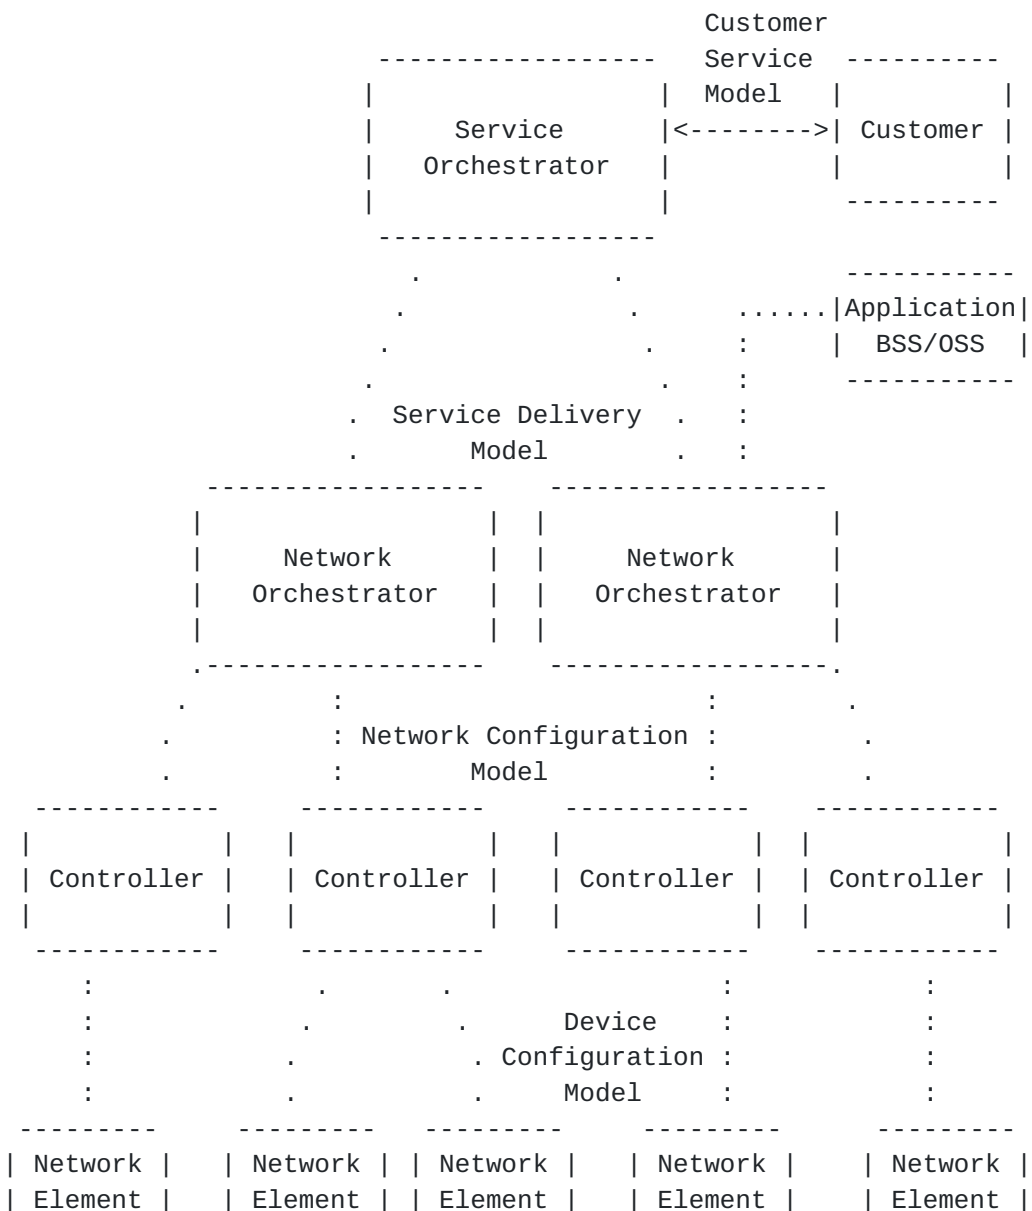 Customer
Service
Model
Service Customer
Orchestrator
Application
BSS/OSS
Service Delivery
Model
Network Network
Orchestrator Orchestrator
Network Configuration
Model
Controller Controller Controller Controller
Device
Configuration
Model
Network Network Network Network Network
Element Element Element Element Element